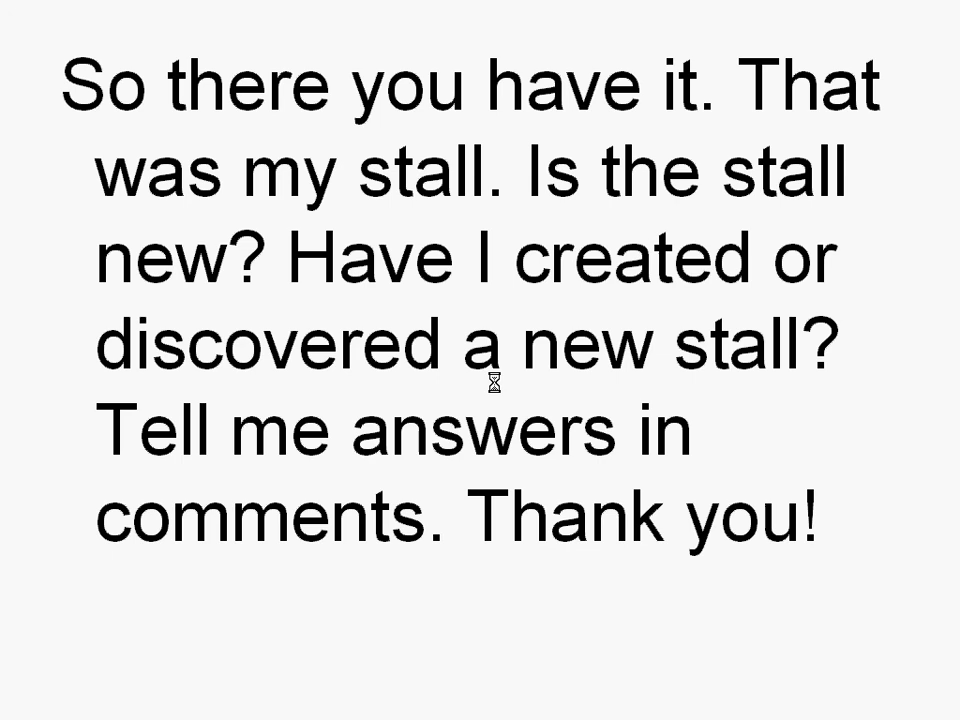 So there you have it. That
was my stall. Is the stall
new? Have I created or
discovered a new stall?
Tell me answers in
comments. Thank you!